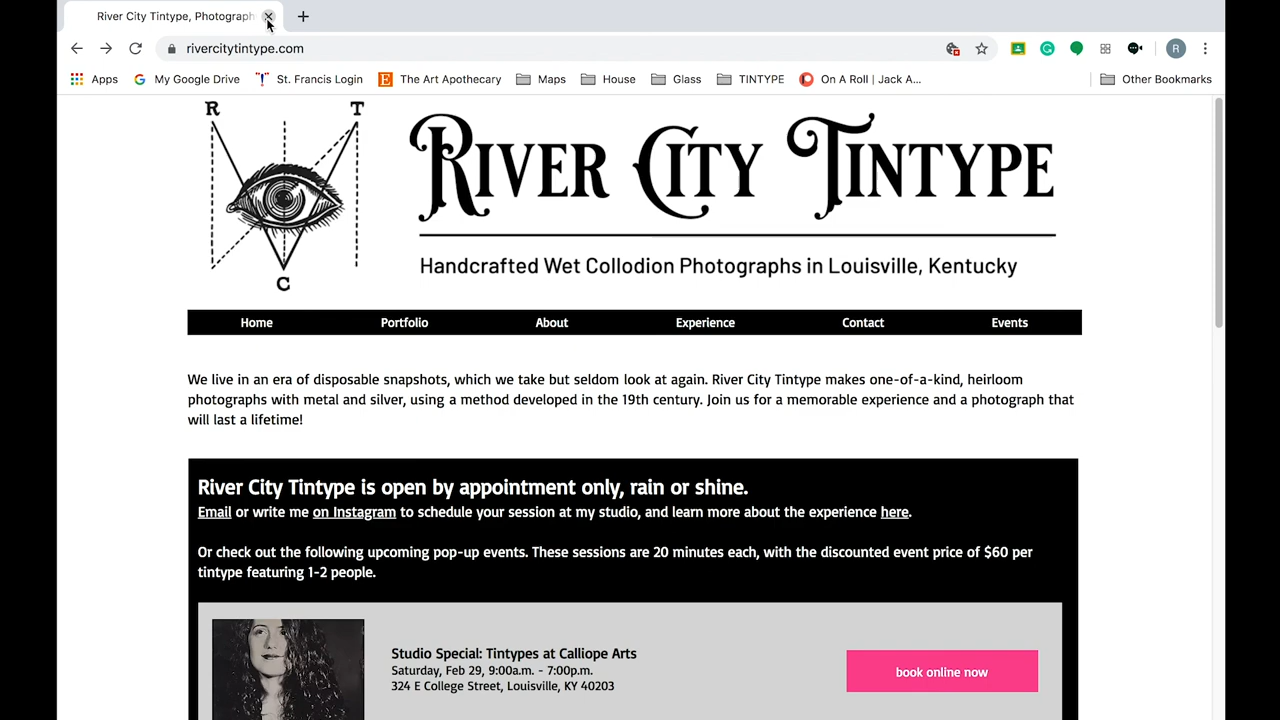 River City Tintype, Photograph
rivercitytintype.com
R
Apps
My Google Drive
St. Francis Login
The Art Apothecary
Maps
House
Glass
TINTYPE
On A Roll | Jack A...
Other Bookmarks
R T
C
RIVER CITY TINTYPE
Handcrafted Wet Collodion Photographs in Louisville, Kentucky
Home Portfolio About Experience Contact Events
We live in an era of disposable snapshots, which we take but seldom look at again. River City Tintype makes one-of-a-kind, heirloom
photographs with metal and silver, using a method developed in the 19th century. Join us for a memorable experience and a photograph that
will last a lifetime!
River City Tintype is open by appointment only, rain or shine.
Email or write me on Instagram to schedule your session at my studio, and learn more about the experience here.
Or check out the following upcoming pop-up events. These sessions are 20 minutes each, with the discounted event price of $60 per
tintype featuring 1-2 people.
Studio Special: Tintypes at Calliope Arts
Saturday, Feb 29, 9:00a.m. - 7:00p.m.
324 E College Street, Louisville, KY 40203
book online now